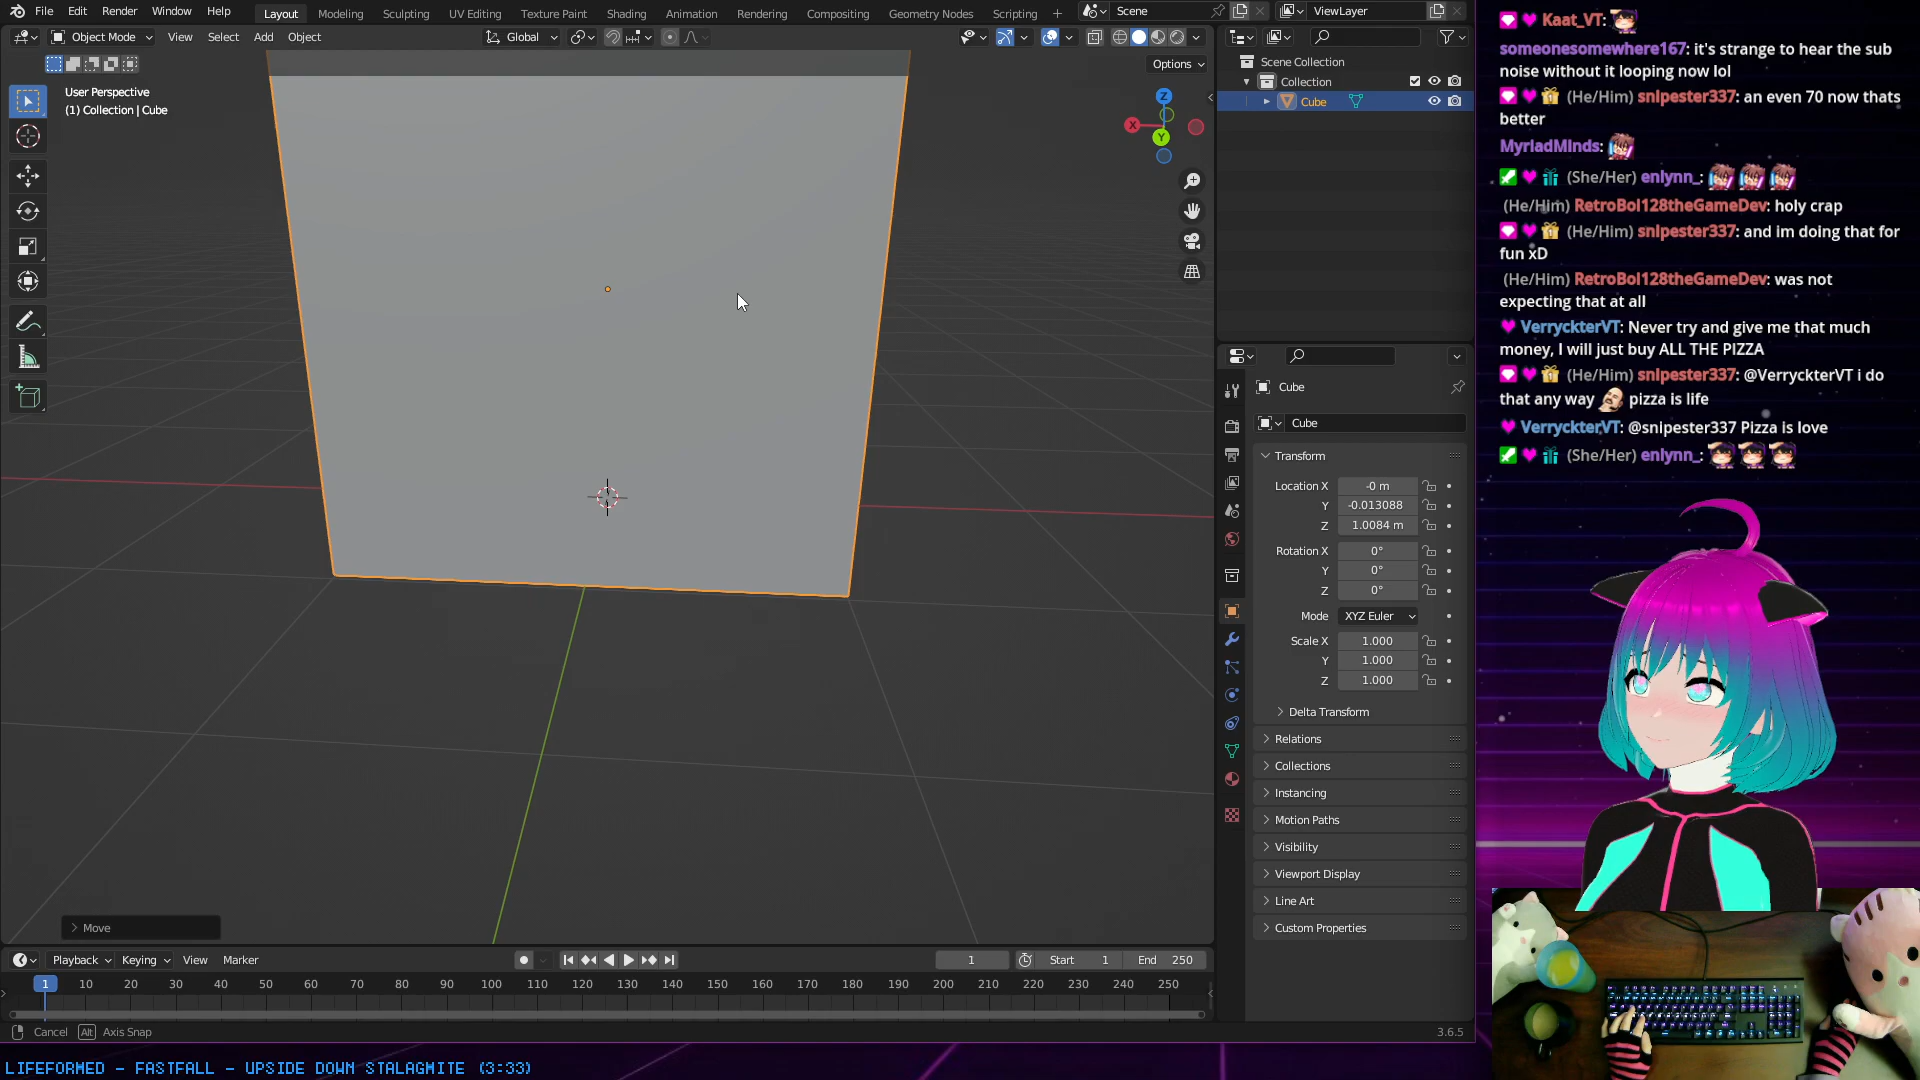 File Edit Render Window Help
Layout Modeling Sculpting UV Editing Texture Paint Shading Animation Rendering Compositing Geometry Nodes Scripting +
Scene
ViewLayer
Object Mode View Select Add Object
Global
Options
User Perspective
(1) Collection | Cube
Z
X
Y
Scene Collection
Collection
Cube
Cube
Cube
Transform
Location X -0 m
Y -0.013088
Z 1.0084 m
Rotation X 0°
Y 0°
Z 0°
Mode XYZ Euler
Scale X 1.000
Y 1.000
Z 1.000
Delta Transform
Relations
Collections
Instancing
Motion Paths
Visibility
Viewport Display
Line Art
Custom Properties
Move
Playback Keying View Marker
1 Start 1 End 250
1 10 20 30 40 50 60 70 80 90 100 110 120 130 140 150 160 170 180 190 200 210 220 230 240 250
Cancel Alt Axis Snap
3.6.5
LIFEFORMED - FASTFALL - UPSIDE DOWN STALAGMITE (3:33)
Kaat_VT:
someonesomewhere167: it's strange to hear the sub
noise without it looping now lol
(He/Him) snipester337: an even 70 now thats
better
MyriadMinds:
(She/Her) enlynn_:
(He/Him) RetroBol128theGameDev: holy crap
(He/Him) snipester337: and im doing that for
fun xD
(He/Him) RetroBol128theGameDev: was not
expecting that at all
VerryckterVT: Never try and give me that much
money, I will just buy ALL THE PIZZA
(He/Him) snipester337: @VerryckterVT i do
that any way pizza is life
VerryckterVT: @snipester337 Pizza is love
(She/Her) enlynn_: